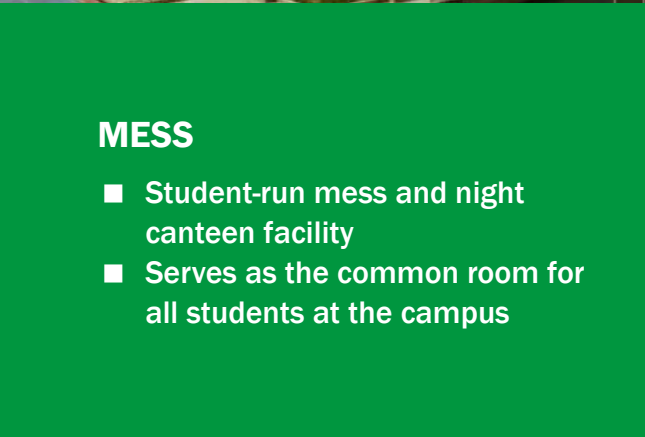 MESS
■ Student-run mess and night
canteen facility
■ Serves as the common room for
all students at the campus